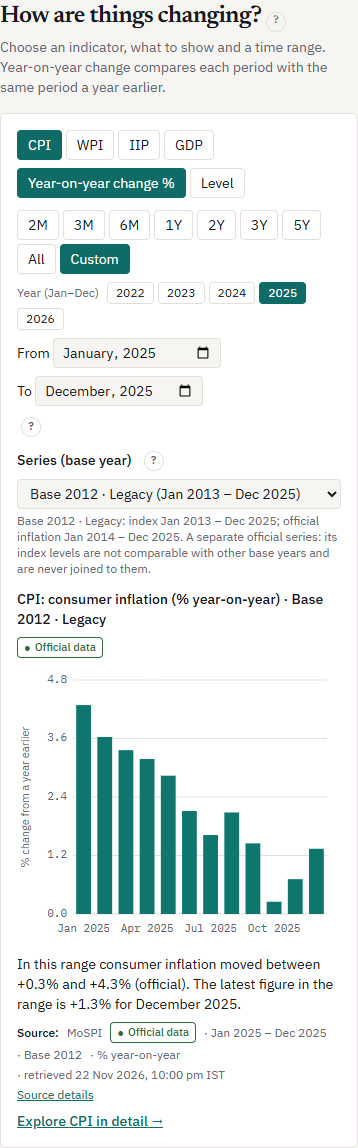 How are things changing? ?
Choose an indicator, what to show and a time range.
Year-on-year change compares each period with the
same period a year earlier.
CPI WPI IIP GDP
Year-on-year change % Level
2M 3M 6M 1Y 2Y 3Y 5Y
All Custom
Year (Jan–Dec) 2022 2023 2024 2025
2026
From January, 2025
To December, 2025
?
Series (base year) ?
Base 2012 · Legacy (Jan 2013 – Dec 2025)
Base 2012 · Legacy: index Jan 2013 – Dec 2025; official
inflation Jan 2014 – Dec 2025. A separate official series: its
index levels are not comparable with other base years and
are never joined to them.
CPI: consumer inflation (% year-on-year) · Base
2012 · Legacy
● Official data
% change from a year earlier
4.8
3.6
2.4
1.2
0.0
Jan 2025 Apr 2025 Jul 2025 Oct 2025
In this range consumer inflation moved between
+0.3% and +4.3% (official). The latest figure in the
range is +1.3% for December 2025.
Source: MoSPI ● Official data · Jan 2025 – Dec 2025
· Base 2012 · % year-on-year
· retrieved 22 Nov 2026, 10:00 pm IST
Source details
Explore CPI in detail →